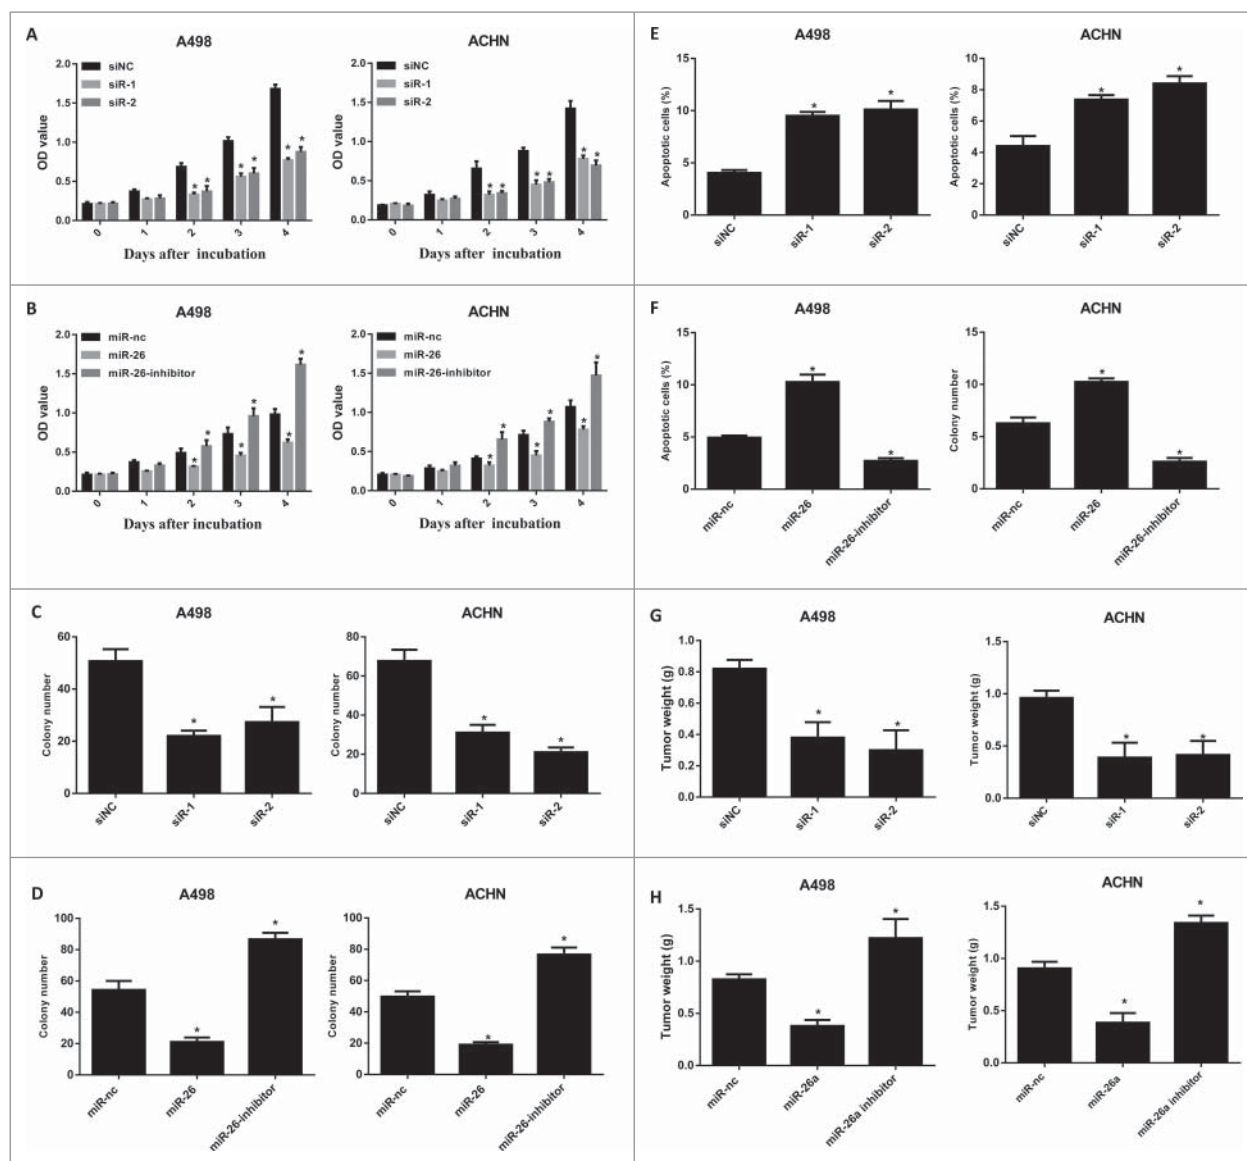 A
A498
siNC
siR-1
siR-2
OD value
2.0
1.5
1.0
0.5
0.0
0
1
2
3
4
* * * * * *
Days after incubation
ACHN
siNC
siR-1
siR-2
OD value
2.0
1.5
1.0
0.5
0.0
0
1
2
3
4
* * * * * *
Days after incubation
B
A498
miR-nc
miR-26
miR-26-inhibitor
OD value
2.0
1.5
1.0
0.5
0.0
0
1
2
3
4
* * * * * *
Days after incubation
ACHN
miR-nc
miR-26
miR-26-inhibitor
OD value
2.0
1.5
1.0
0.5
0.0
0
1
2
3
4
* * * * * *
Days after incubation
C
A498
Colony number
60
40
20
0
* *
siNC
siR-1
siR-2
ACHN
Colony number
80
60
40
20
0
* *
siNC
siR-1
siR-2
D
A498
Colony number
100
80
60
40
20
0
* *
miR-nc
miR-26
miR-26-inhibitor
ACHN
Colony number
100
80
60
40
20
0
* *
miR-nc
miR-26
miR-26-inhibitor
E
A498
Apoptotic cells (%)
15
10
5
0
* *
siNC
siR-1
siR-2
ACHN
Apoptotic cells (%)
10
8
6
4
2
0
* *
siNC
siR-1
siR-2
F
A498
Apoptotic cells (%)
15
10
5
0
* *
miR-nc
miR-26
miR-26-inhibitor
ACHN
Colony number
15
10
5
0
* *
miR-nc
miR-26
miR-26-inhibitor
G
A498
Tumor weight (g)
1.0
0.8
0.6
0.4
0.2
0.0
* *
siNC
siR-1
siR-2
ACHN
Tumor weight (g)
1.5
1.0
0.5
0.0
* *
siNC
siR-1
siR-2
H
A498
Tumor weight (g)
1.5
1.0
0.5
0.0
* *
miR-nc
miR-26a
miR-26a inhibitor
ACHN
Tumor weight (g)
1.5
1.0
0.5
0.0
* *
miR-nc
miR-26a
miR-26a inhibitor